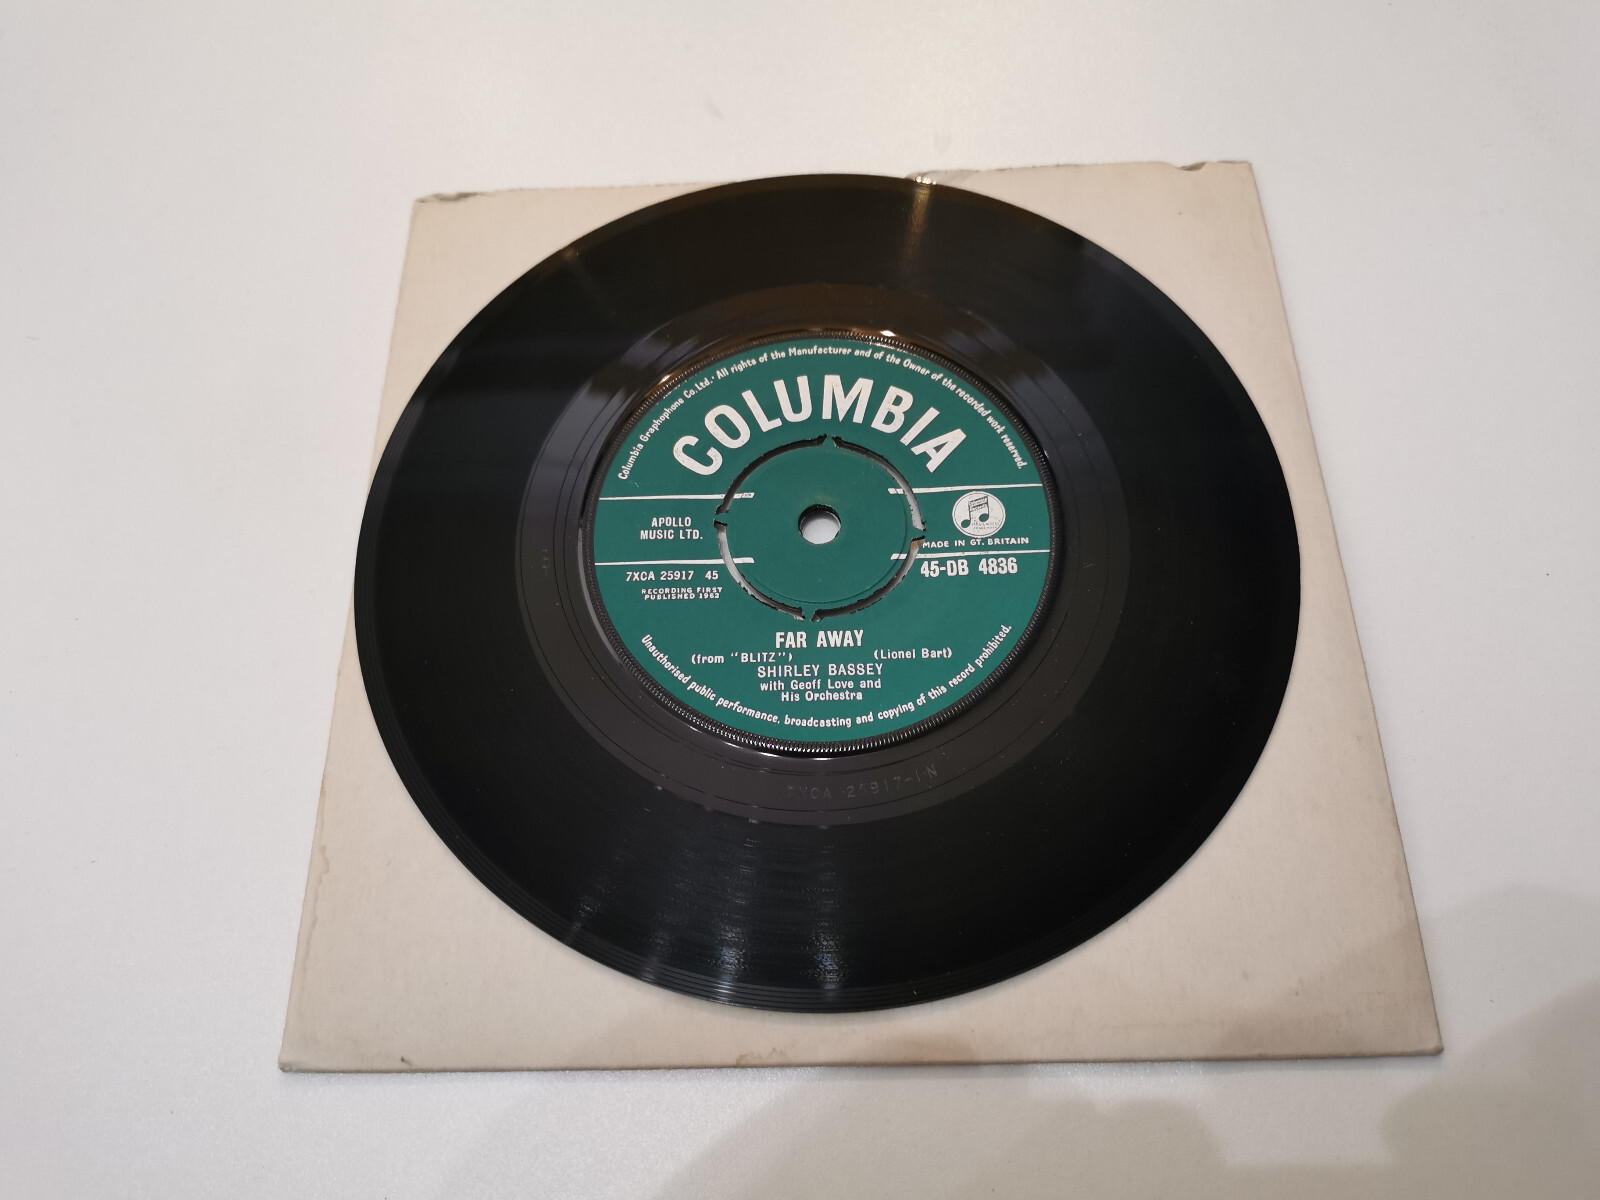 Columbia Graphophone Co. Ltd. · All rights of the Manufacturer and of the Owner of the recorded work reserved.
COLUMBIA
APOLLO
MUSIC LTD.
MADE IN GT. BRITAIN
7XCA 25917 45
45-DB 4836
RECORDING FIRST
PUBLISHED 1962
FAR AWAY
(from "BLITZ") (Lionel Bart)
SHIRLEY BASSEY
with Geoff Love and
His Orchestra
Unauthorised public performance, broadcasting and copying of this record prohibited.
7XCA 25917-1N